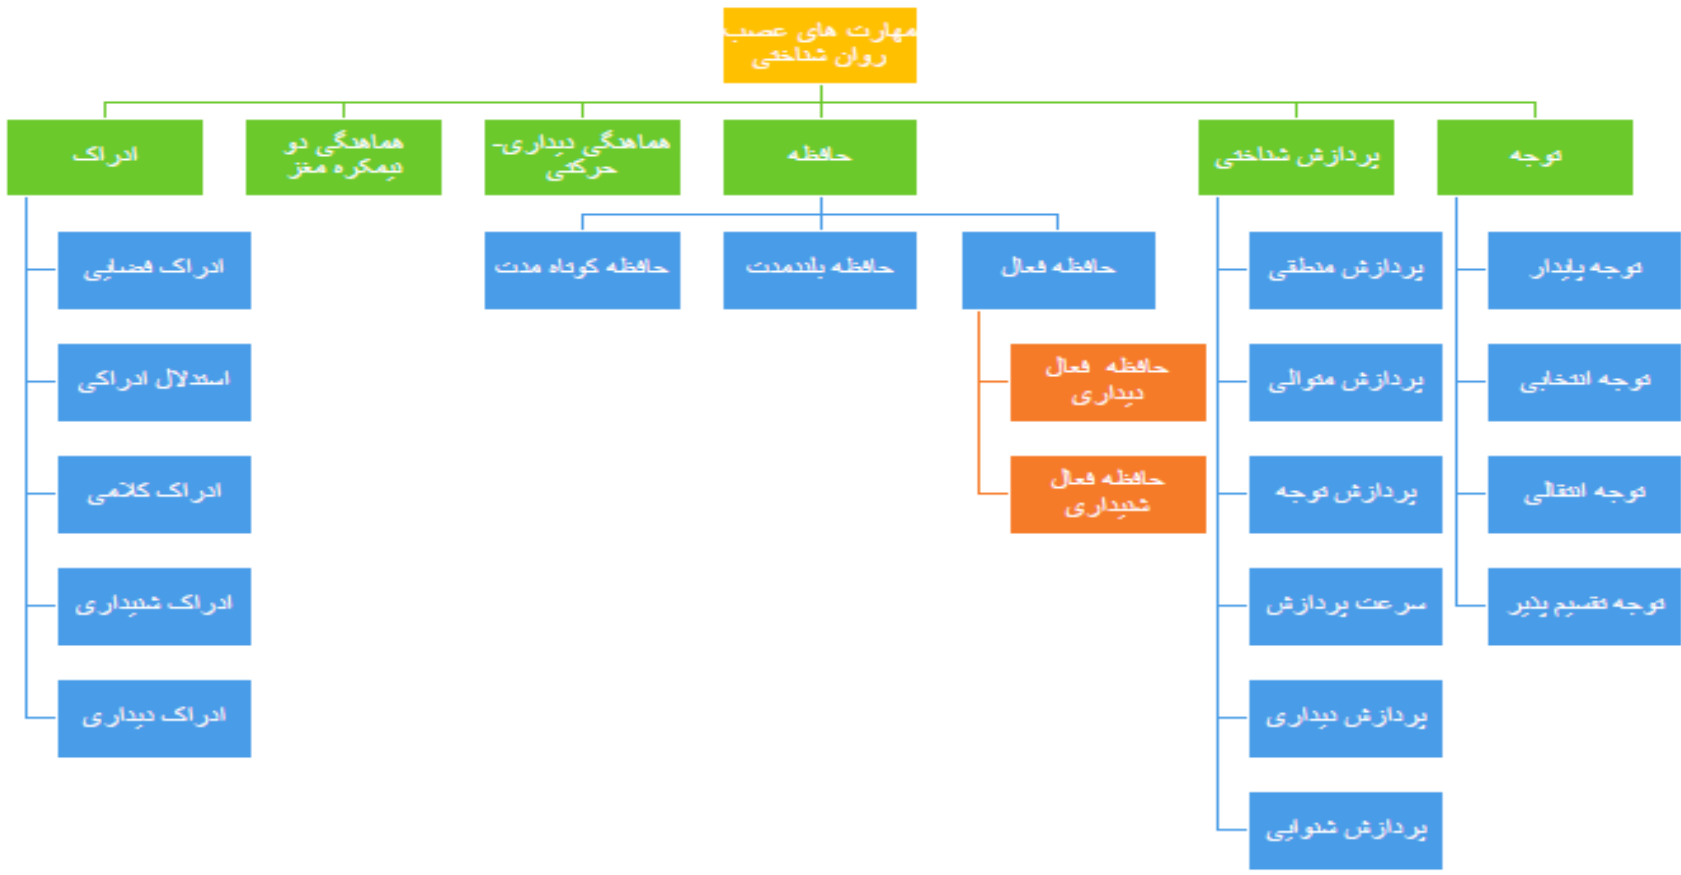 مهارت های عصب
روان شناختی
توجه
پردازش شناختی
حافظه
هماهنگی دیداری-
حرکتی
هماهنگی دو
نیمکره مغز
ادراک
توجه پایدار
توجه انتخابی
توجه انتقالی
توجه تقسیم پذیر
پردازش منطقی
پردازش متوالی
پردازش توجه
سرعت پردازش
پردازش دیداری
پردازش شنوایی
حافظه فعال
حافظه فعال
دیداری
حافظه فعال
شنیداری
حافظه بلندمدت
حافظه کوتاه مدت
ادراک فضایی
استدلال ادراکی
ادراک کلامی
ادراک شنیداری
ادراک دیداری